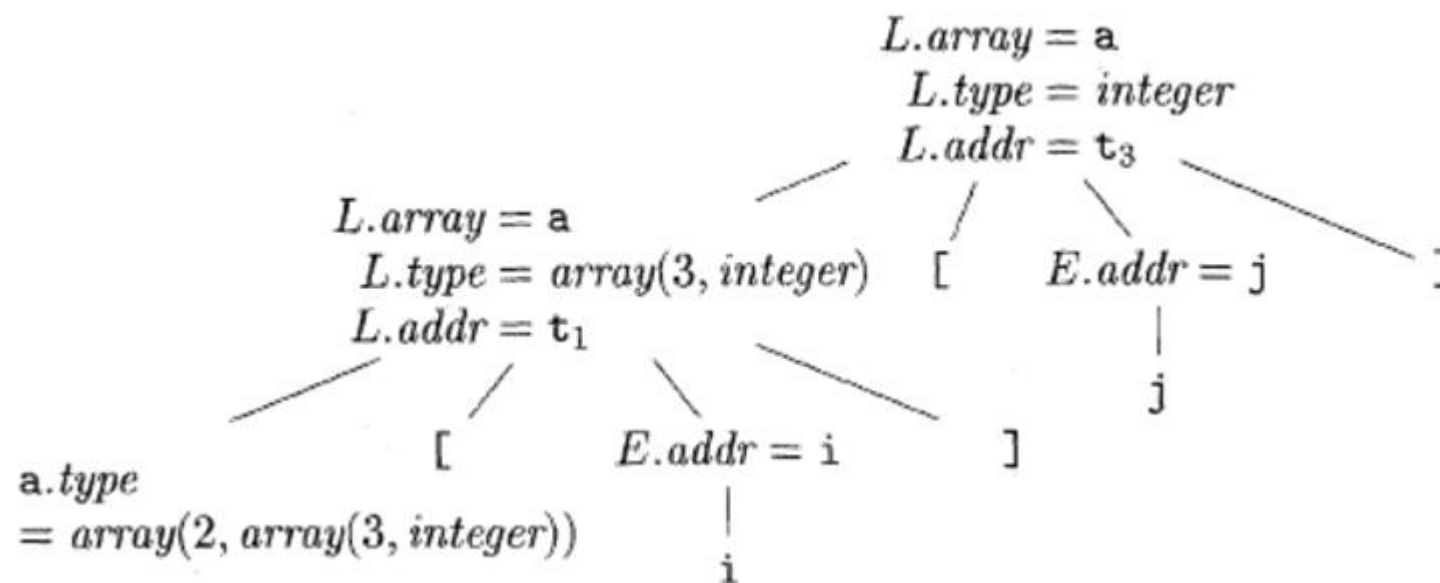 L.array = a
L.type = integer
L.addr = t₃
L.array = a
L.type = array(3, integer) [ E.addr = j ]
L.addr = t₁
j
[ E.addr = i ]
a.type
= array(2, array(3, integer))
i